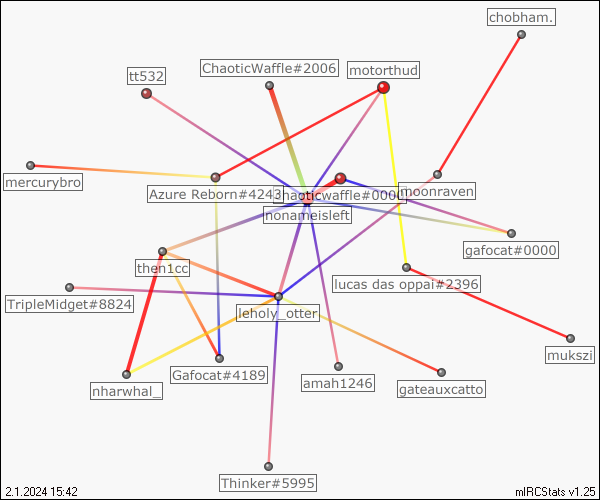 chobham.
ChaoticWaffle#2006
motorthud
tt532
mercurybro
Azure Reborn#4243
chaoticwaffle#0000
moonraven
nonameisleft
gafocat#0000
then1cc
lucas das oppai#2396
TripleMidget#8824
leholy_otter
mukszi
Gafocat#4189
amah1246
gateauxcatto
nharwhal_
Thinker#5995
2.1.2024 15:42
mIRCStats v1.25